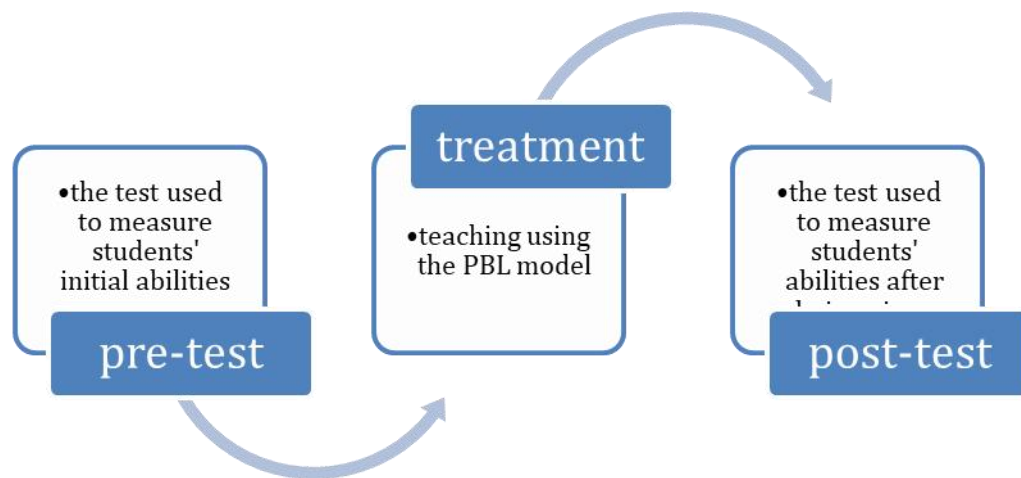 •the test used
to measure
students'
initial abilities
pre-test
treatment
•teaching using
the PBL model
•the test used
to measure
students'
abilities after
post-test